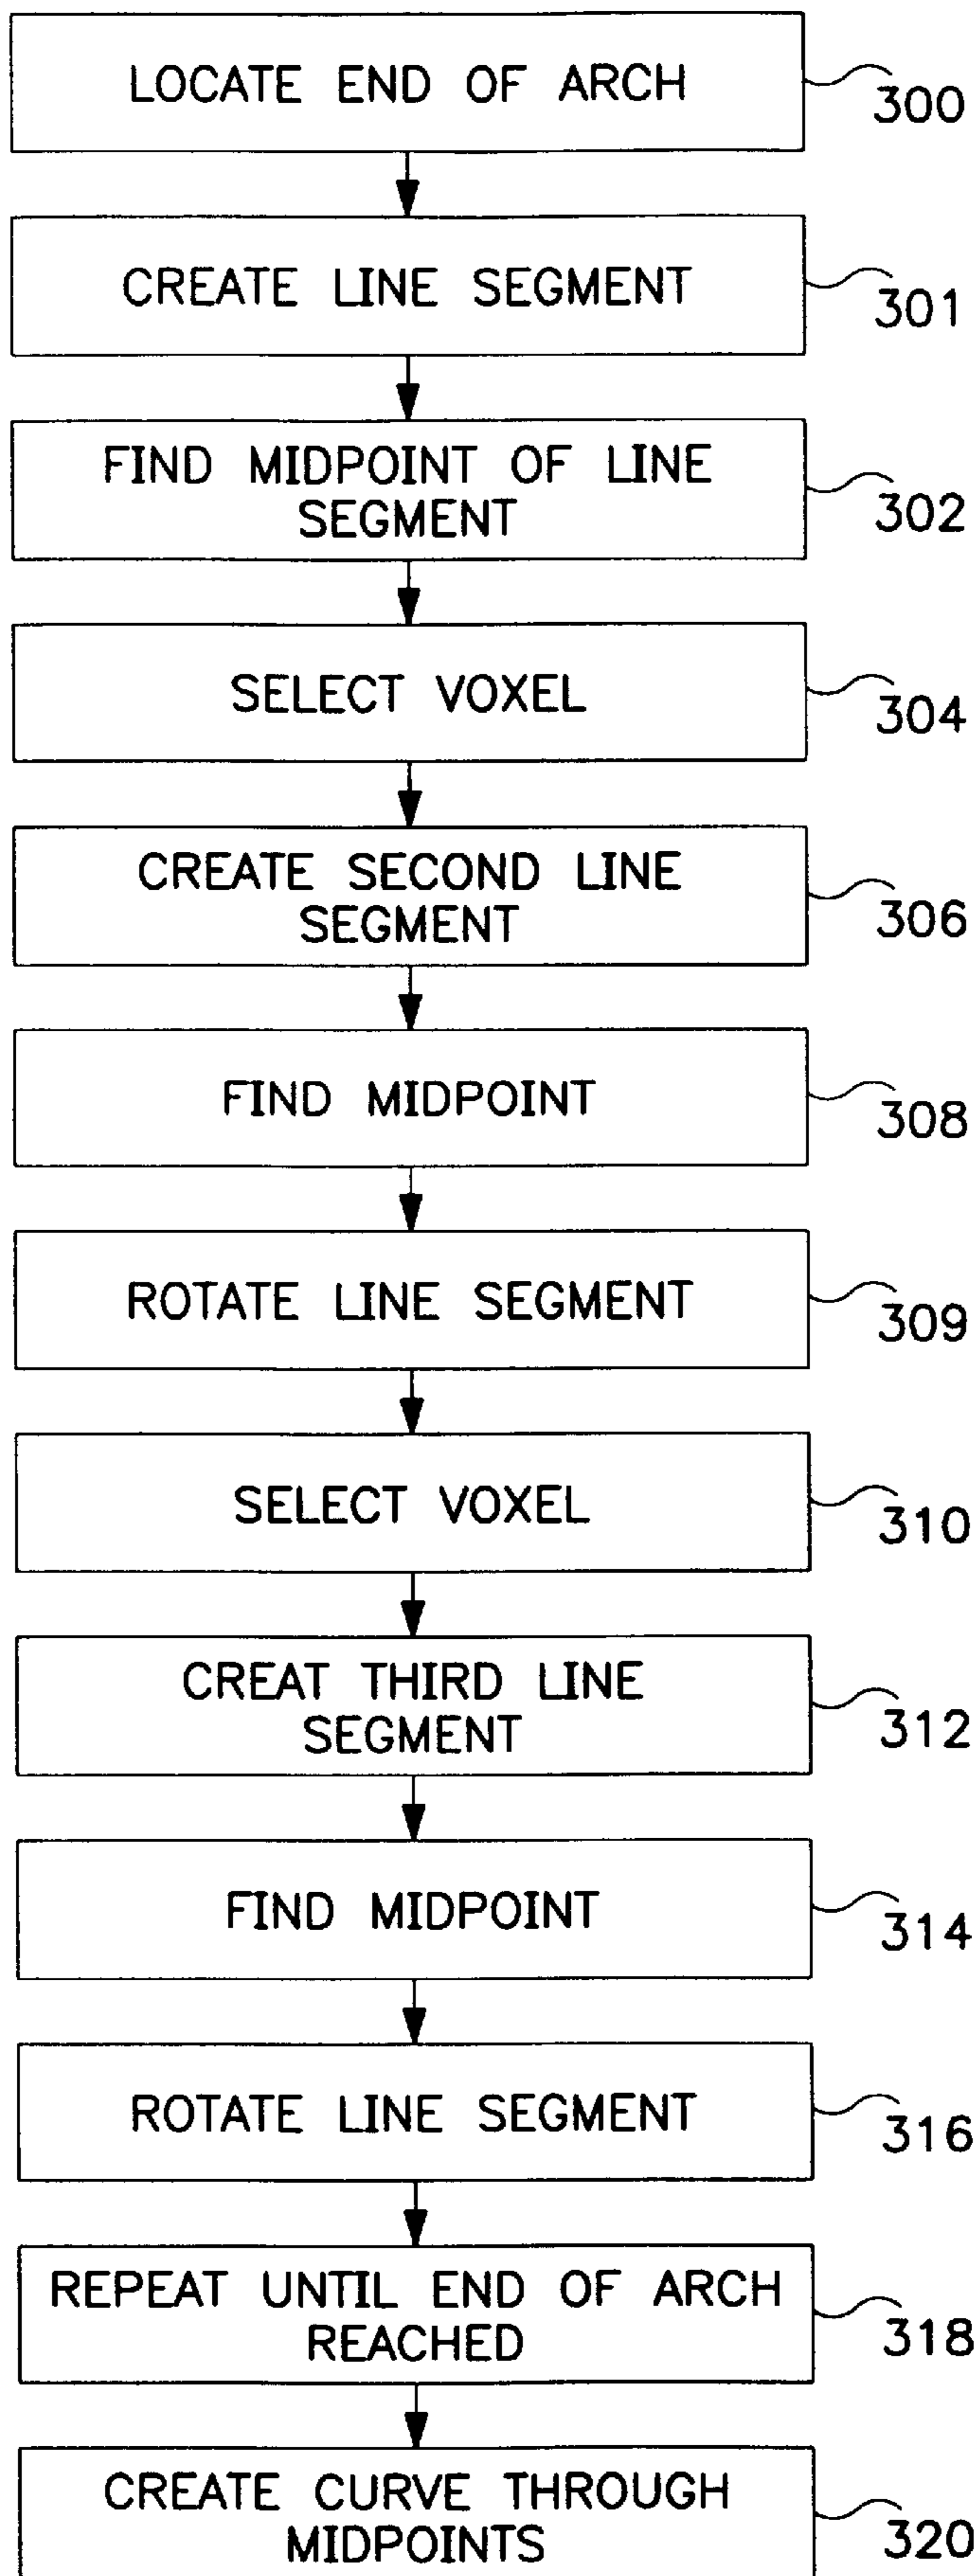 LOCATE END OF ARCH
300
CREATE LINE SEGMENT
301
FIND MIDPOINT OF LINE
SEGMENT
302
SELECT VOXEL
304
CREATE SECOND LINE
SEGMENT
306
FIND MIDPOINT
308
ROTATE LINE SEGMENT
309
SELECT VOXEL
310
CREAT THIRD LINE
SEGMENT
312
FIND MIDPOINT
314
ROTATE LINE SEGMENT
316
REPEAT UNTIL END OF ARCH
REACHED
318
CREATE CURVE THROUGH
MIDPOINTS
320